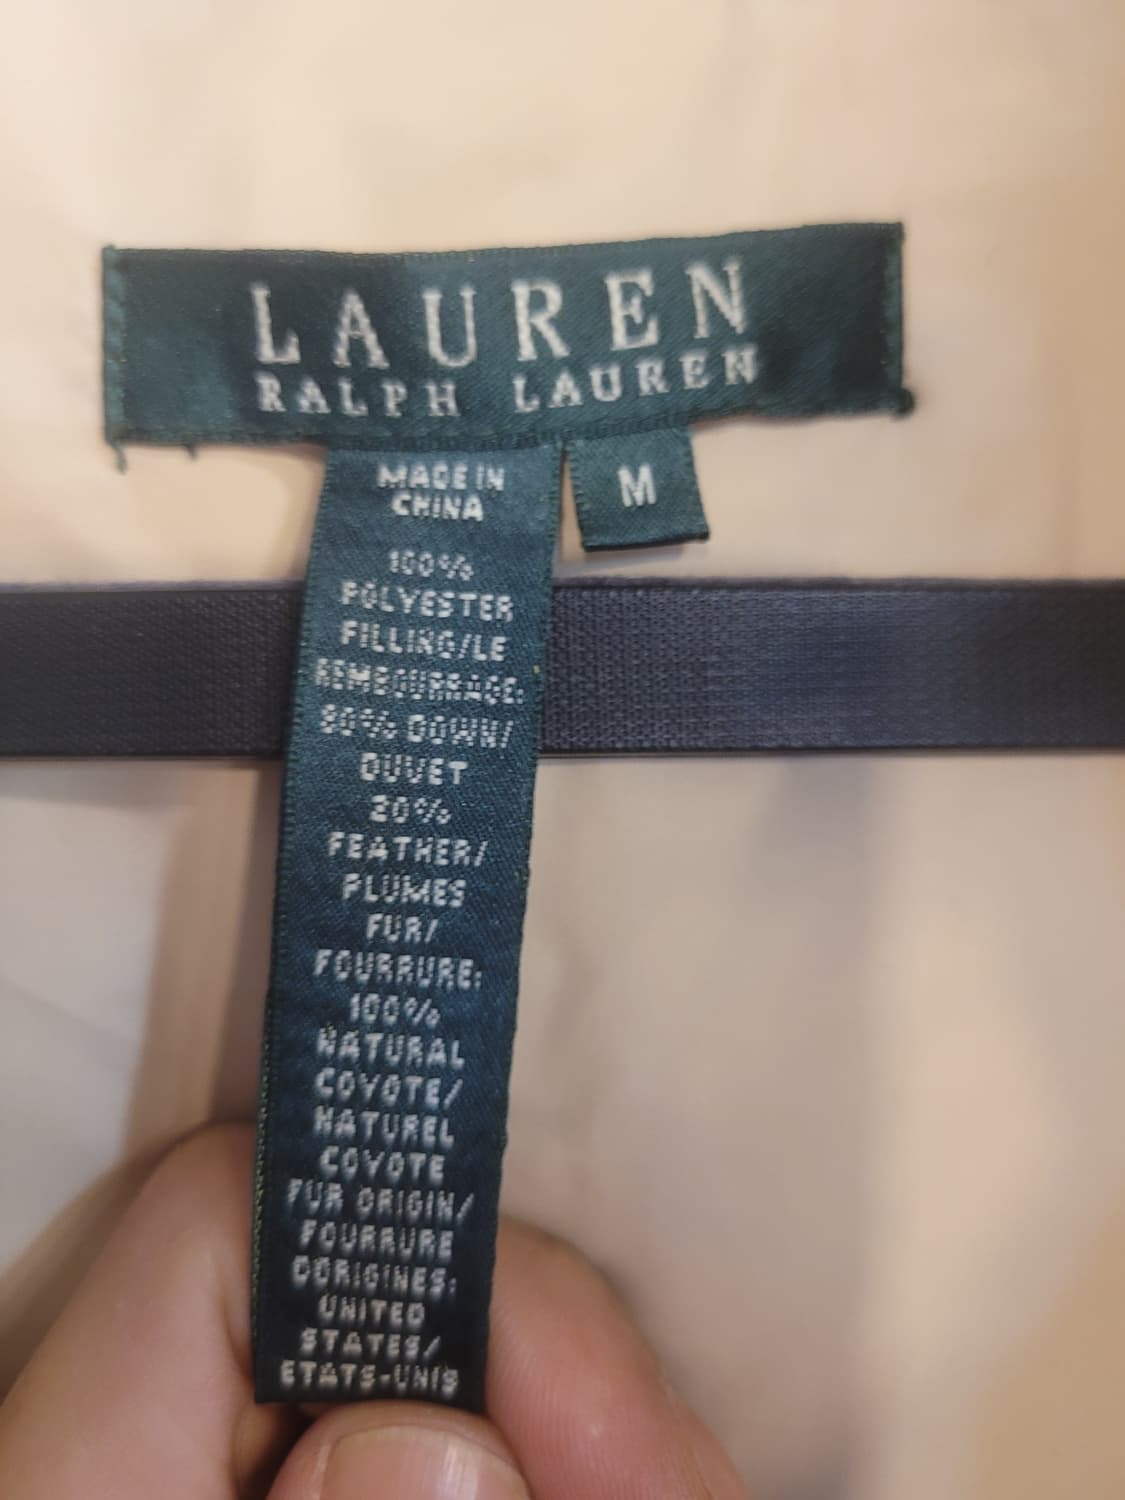 LAUREN
RALPH LAUREN
M
MADE IN
CHINA
100%
POLYESTER
FILLING/LE
REMBOURRAGE:
80% DOWN/
DUVET
20%
FEATHER/
PLUMES
FUR/
FOURRURE:
100%
NATURAL
COYOTE/
NATUREL
COYOTE
FUR ORIGIN/
FOURRURE
DORIGINES:
UNITED
STATES/
ETATS-UNIS